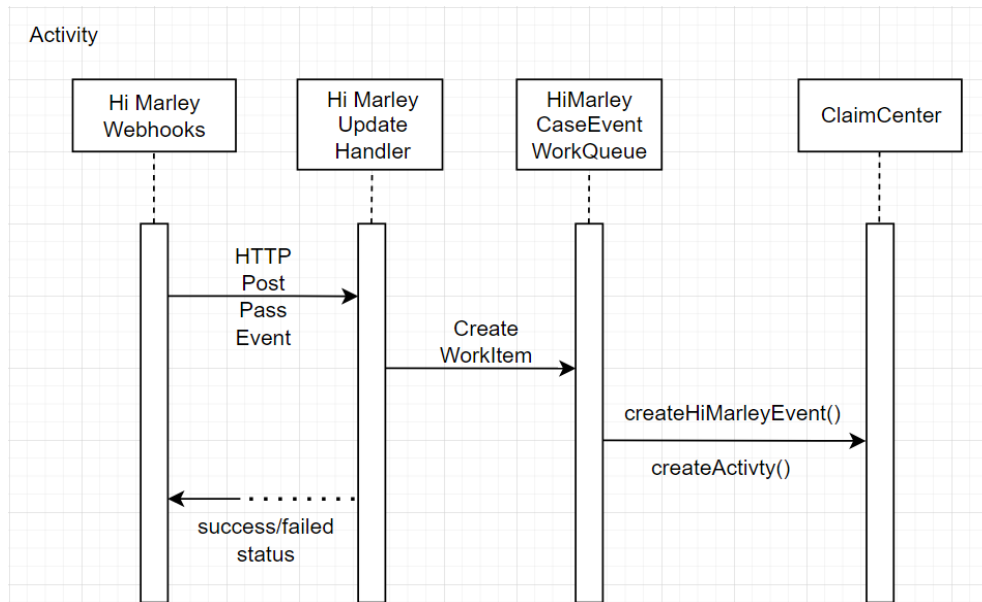 Activity
Hi Marley
Webhooks
Hi Marley
Update
Handler
HiMarley
CaseEvent
WorkQueue
ClaimCenter
HTTP
Post
Pass
Event
Create
WorkItem
createHiMarleyEvent()
createActivty()
success/failed
status